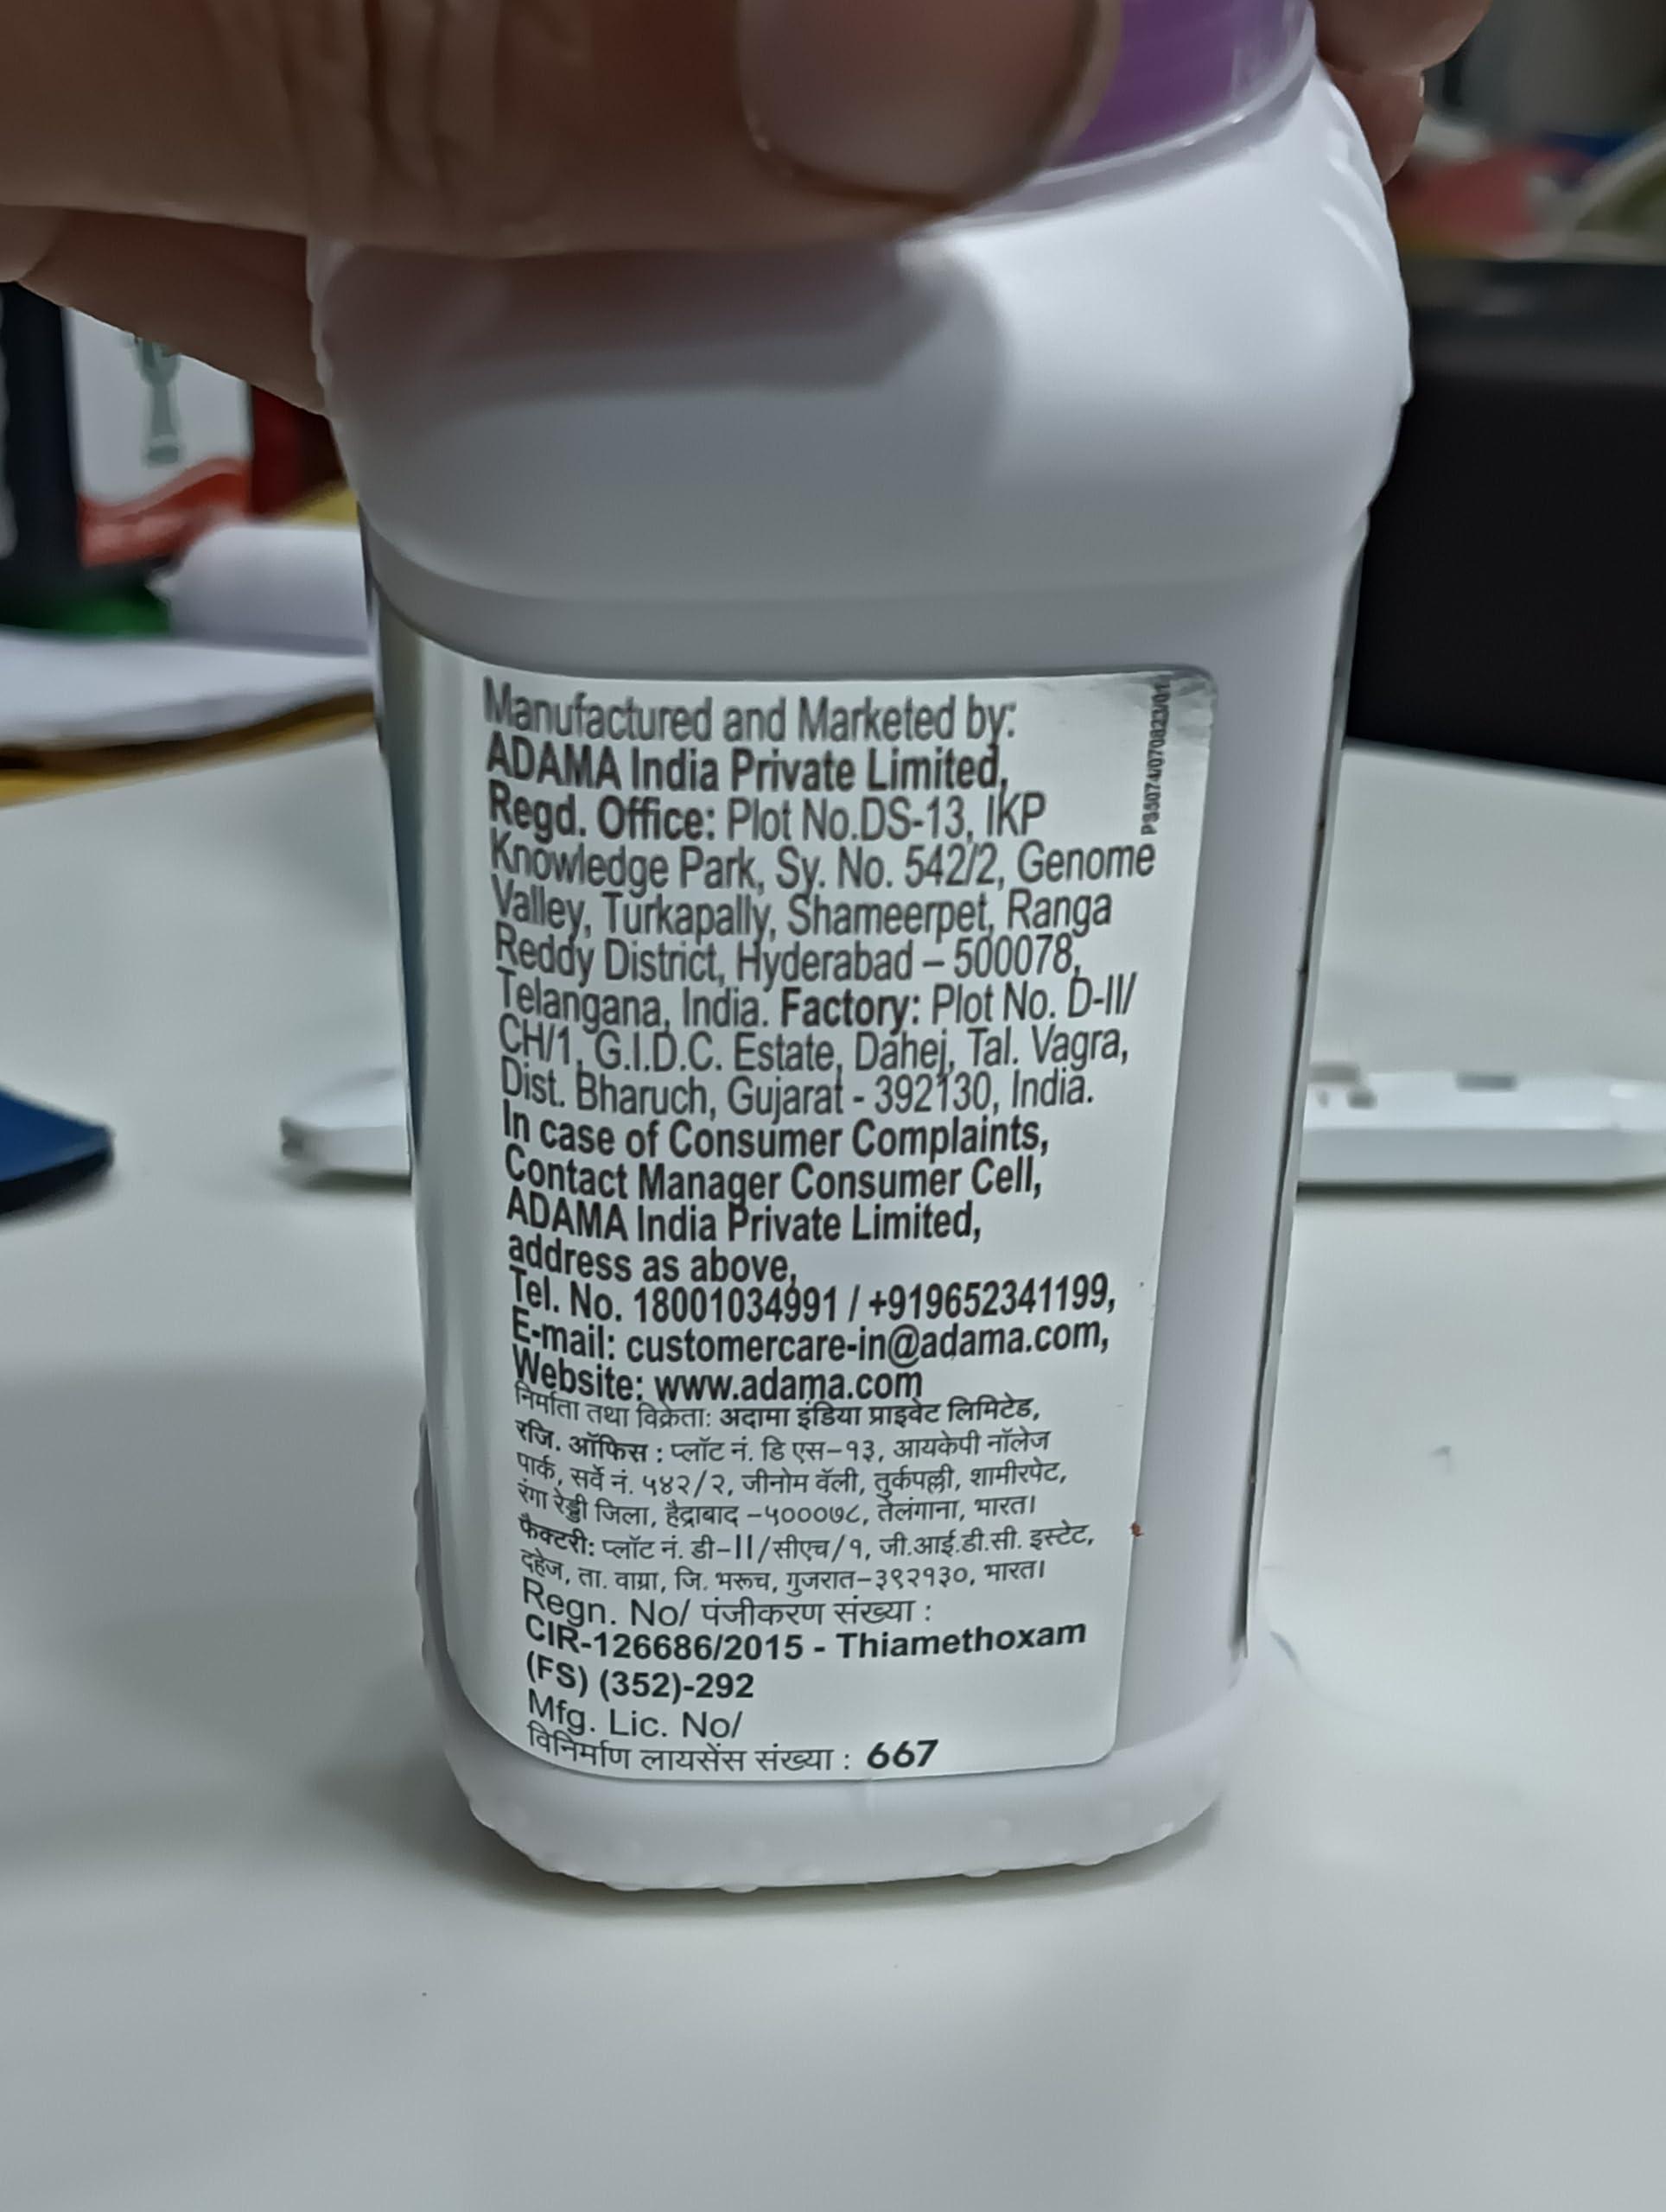 Manufactured and Marketed by:
ADAMA India Private Limited,
Regd. Office: Plot No.DS-13, IKP
Knowledge Park, Sy. No. 542/2, Genome
Valley, Turkapally, Shameerpet, Ranga
Reddy District, Hyderabad – 500078,
Telangana, India. Factory: Plot No. D-II/
CH/1, G.I.D.C. Estate, Dahej, Tal. Vagra,
Dist. Bharuch, Gujarat - 392130, India.
In case of Consumer Complaints,
Contact Manager Consumer Cell,
ADAMA India Private Limited,
address as above,
Tel. No. 18001034991 / +919652341199,
E-mail: customercare-in@adama.com,
Website: www.adama.com
निर्माता तथा विक्रेता: अदामा इंडिया प्राइवेट लिमिटेड,
रजि. ऑफिस : प्लॉट नं. डि एस-१३, आयकेपी नॉलेज
पार्क, सर्वे नं. ५४२/२, जीनोम वॅली, तुर्कपल्ली, शामीरपेट,
रंगा रेड्डी जिला, हैद्राबाद -५०००७८, तेलंगाना, भारत।
फैक्टरी: प्लॉट नं. डी-II/सीएच/१, जी.आई.डी.सी. इस्टेट,
दहेज, ता. वाग्रा, जि. भरूच, गुजरात-३९२१३०, भारत।
Regn. No/ पंजीकरण संख्या :
CIR-126686/2015 - Thiamethoxam
(FS) (352)-292
Mfg. Lic. No/
विनिर्माण लायसेंस संख्या : 667